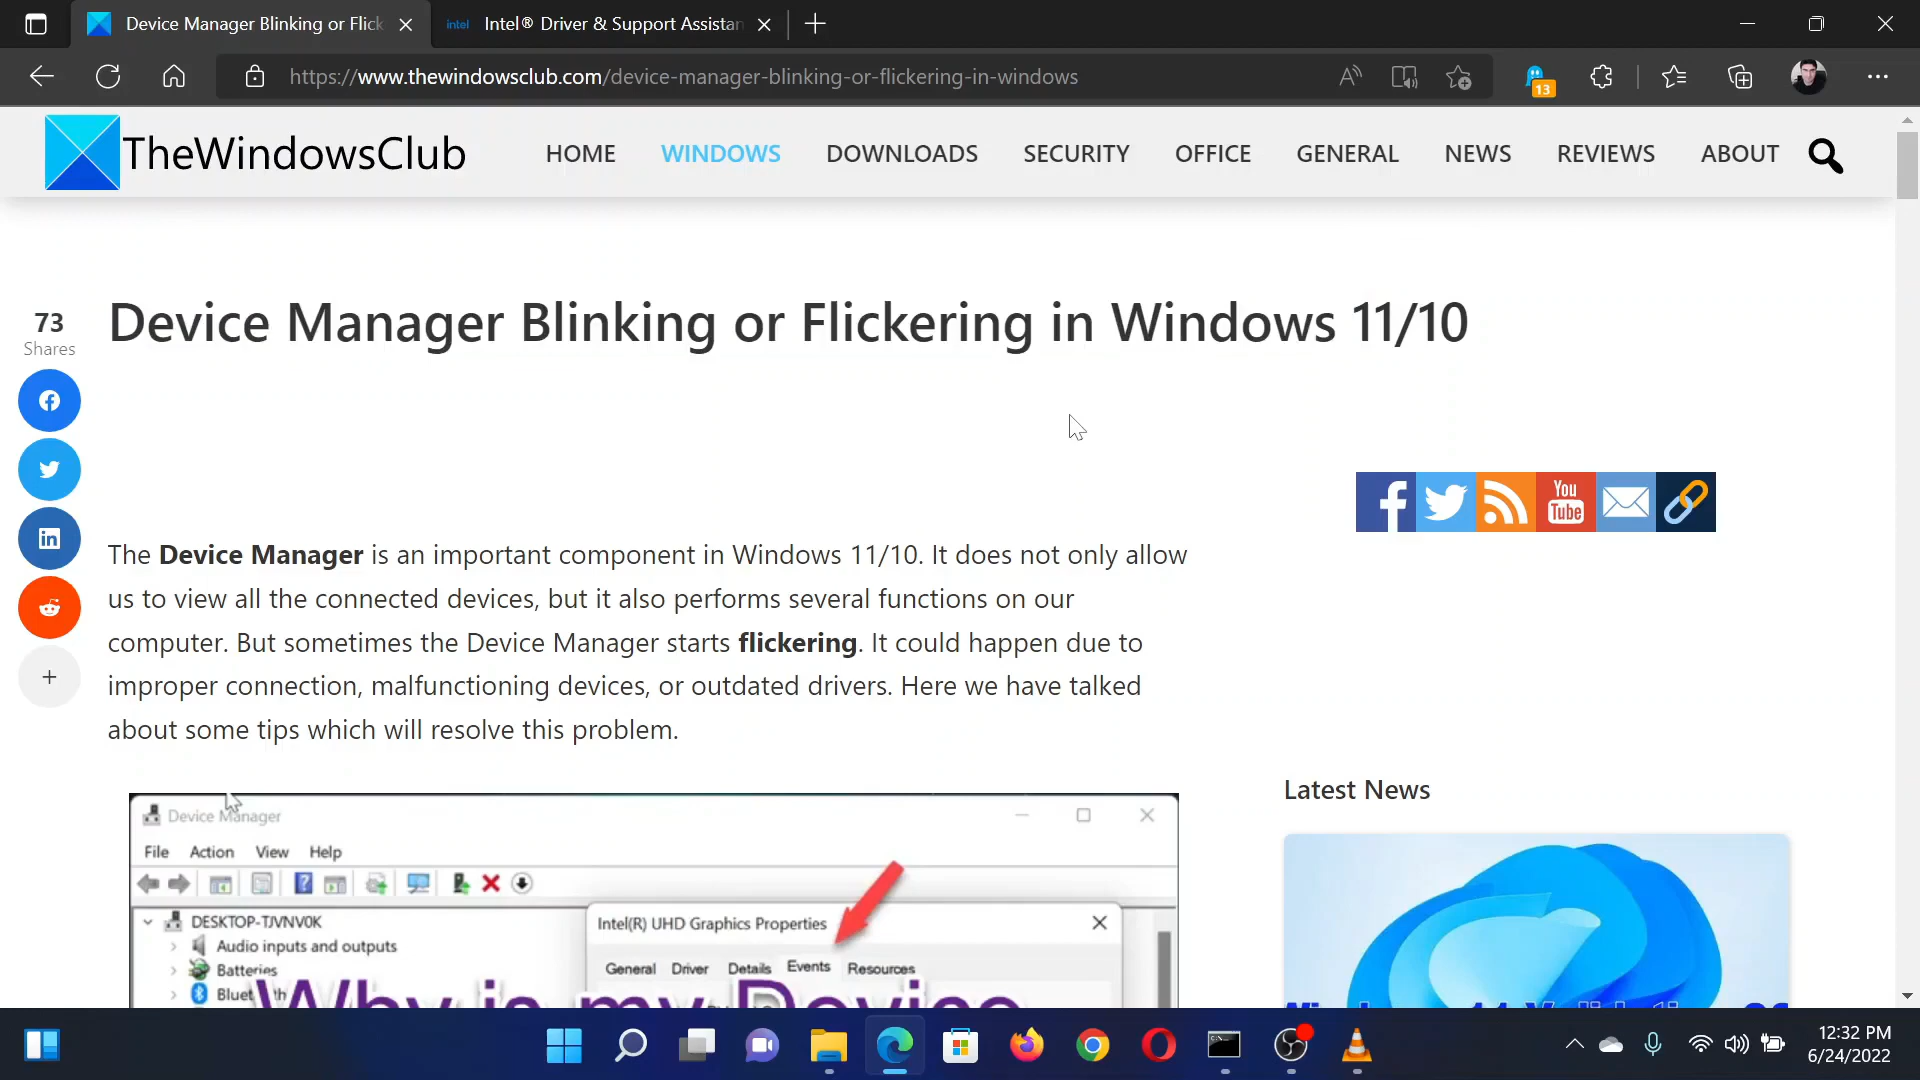 Device Manager Blinking or Flick
intel Intel® Driver & Support Assistan
https://www.thewindowsclub.com/device-manager-blinking-or-flickering-in-windows
13
TheWindowsClub
HOME WINDOWS DOWNLOADS SECURITY OFFICE GENERAL NEWS REVIEWS ABOUT
Device Manager Blinking or Flickering in Windows 11/10
73
Shares
You
Tube
The Device Manager is an important component in Windows 11/10. It does not only allow
us to view all the connected devices, but it also performs several functions on our
computer. But sometimes the Device Manager starts flickering. It could happen due to
improper connection, malfunctioning devices, or outdated drivers. Here we have talked
about some tips which will resolve this problem.
Latest News
Device Manager
File Action View Help
DESKTOP-TJVNV0K
Audio inputs and outputs
Batteries
Intel(R) UHD Graphics Properties
General Driver Details Events Resources
Why is my Device
12:32 PM
6/24/2022